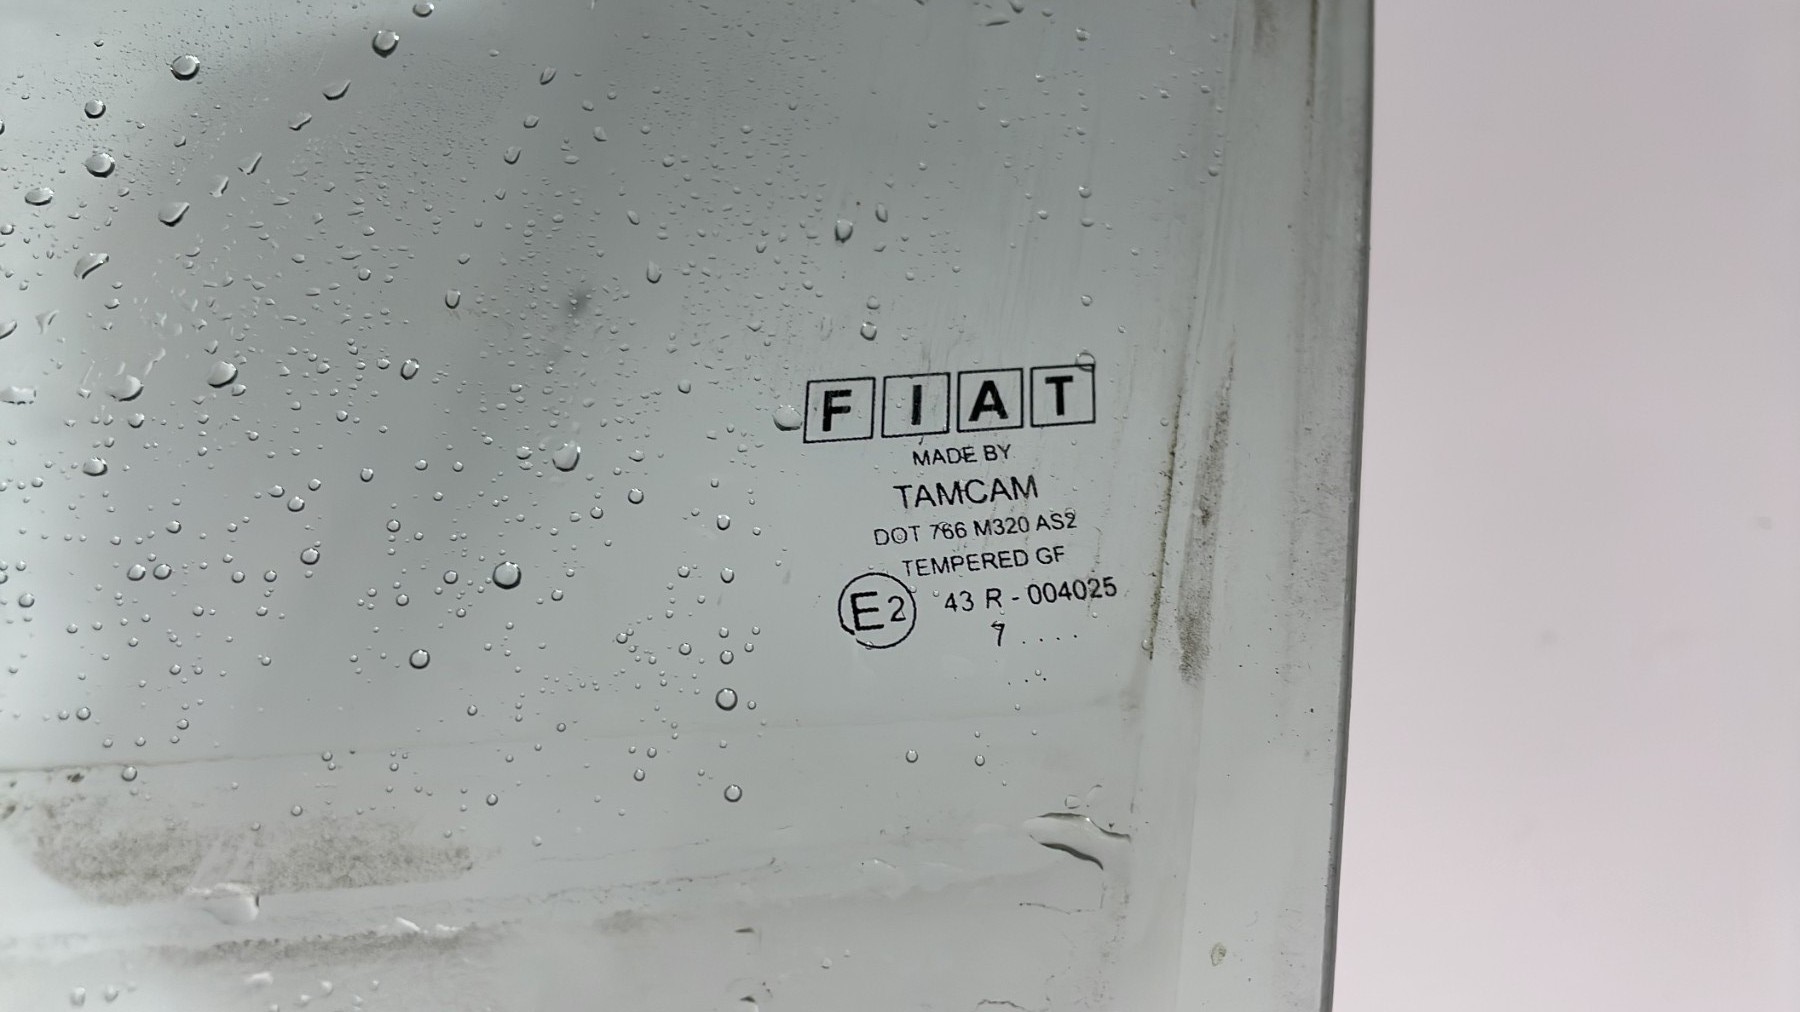 FIAT
MADE BY
TAMCAM
DOT 766 M320 AS2
TEMPERED GF
E2 43 R - 004025
7 ....
...